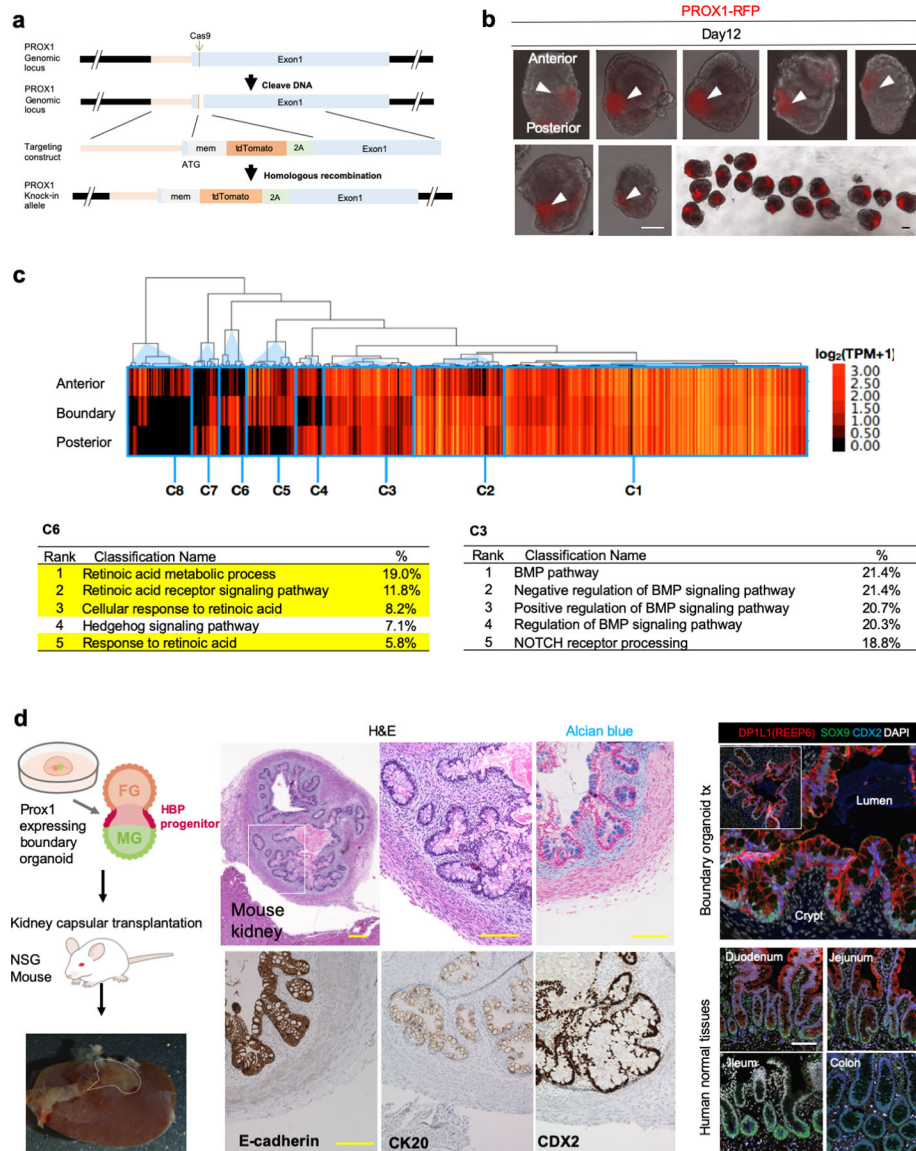 a
Cas9
PROX1
Genomic
locus
Exon1
Cleave DNA
PROX1
Genomic
locus
Exon1
Targeting
construct
mem
tdTomato
2A
Exon1
ATG
Homologous recombination
PROX1
Knock-in
allele
mem
tdTomato
2A
Exon1
b
PROX1-RFP
Day12
Anterior
Posterior
c
log2(TPM+1)
3.00
2.50
2.00
1.50
1.00
0.50
0.00
Anterior
Boundary
Posterior
C8 C7 C6 C5 C4 C3 C2 C1
C6
Rank Classification Name %
1 Retinoic acid metabolic process 19.0%
2 Retinoic acid receptor signaling pathway 11.8%
3 Cellular response to retinoic acid 8.2%
4 Hedgehog signaling pathway 7.1%
5 Response to retinoic acid 5.8%
C3
Rank Classification Name %
1 BMP pathway 21.4%
2 Negative regulation of BMP signaling pathway 21.4%
3 Positive regulation of BMP signaling pathway 20.7%
4 Regulation of BMP signaling pathway 20.3%
5 NOTCH receptor processing 18.8%
d
FG
MG
HBP
progenitor
Prox1
expressing
boundary
organoid
Kidney capsular transplantation
NSG
Mouse
H&E
Alcian blue
Mouse
kidney
E-cadherin
CK20
CDX2
DP1L1(REEP6) SOX9 CDX2 DAPI
Boundary organoid tx
Lumen
Crypt
Human normal tissues
Duodenum
Jejunum
Ileum
Colon